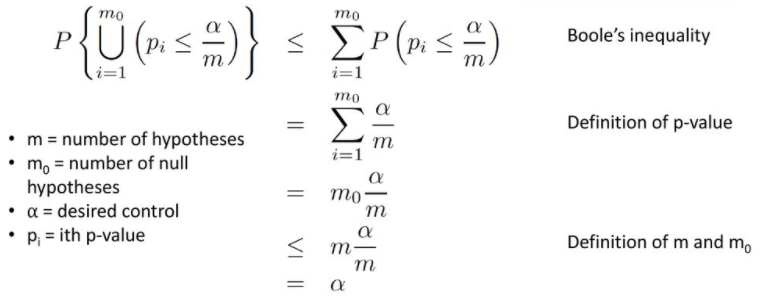 P{⋃_{i=1}^{m_0} (p_i ≤ α/m)} ≤ ∑_{i=1}^{m_0} P(p_i ≤ α/m) Boole's inequality
= ∑_{i=1}^{m_0} α/m Definition of p-value
• m = number of hypotheses
• m_0 = number of null
hypotheses
• α = desired control
• p_i = ith p-value
= m_0 α/m
≤ m α/m Definition of m and m_0
= α